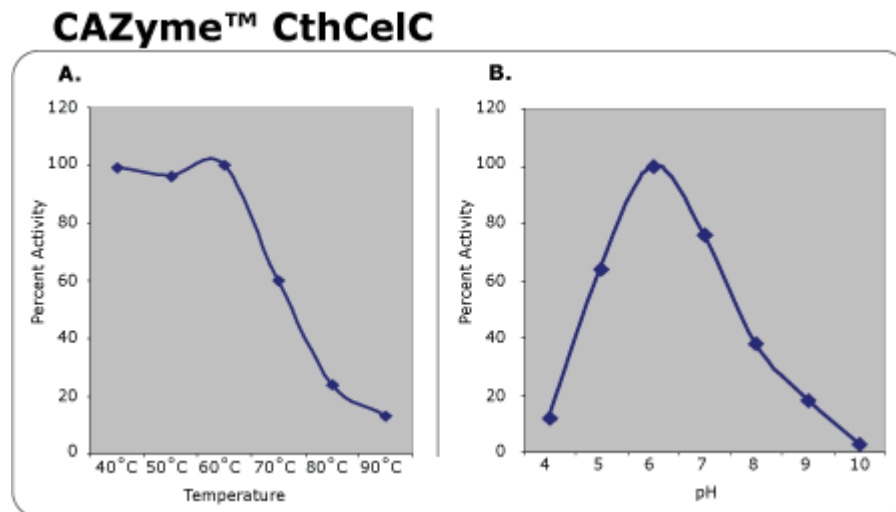 CAZyme™ CthCelC
A.
120
100
80
60
40
20
0
Percent Activity
40°C 50°C 60°C 70°C 80°C 90°C
Temperature
B.
120
100
80
60
40
20
0
Percent Activity
4 5 6 7 8 9 10
pH